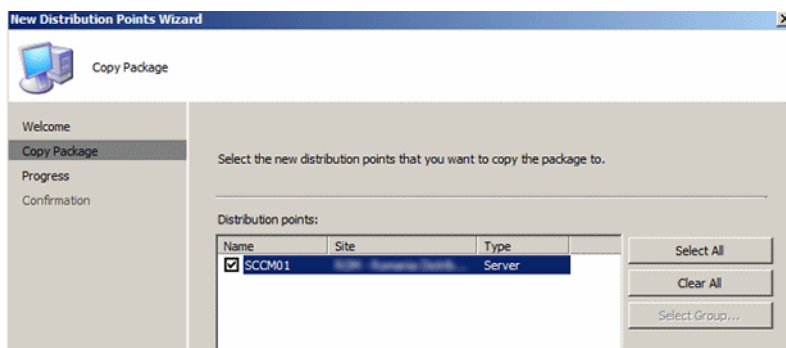 New Distribution Points Wizard
Copy Package
Welcome
Copy Package
Progress
Confirmation
Select the new distribution points that you want to copy the package to.
Distribution points:
Name Site Type
SCCM01 Server
Select All
Clear All
Select Group...